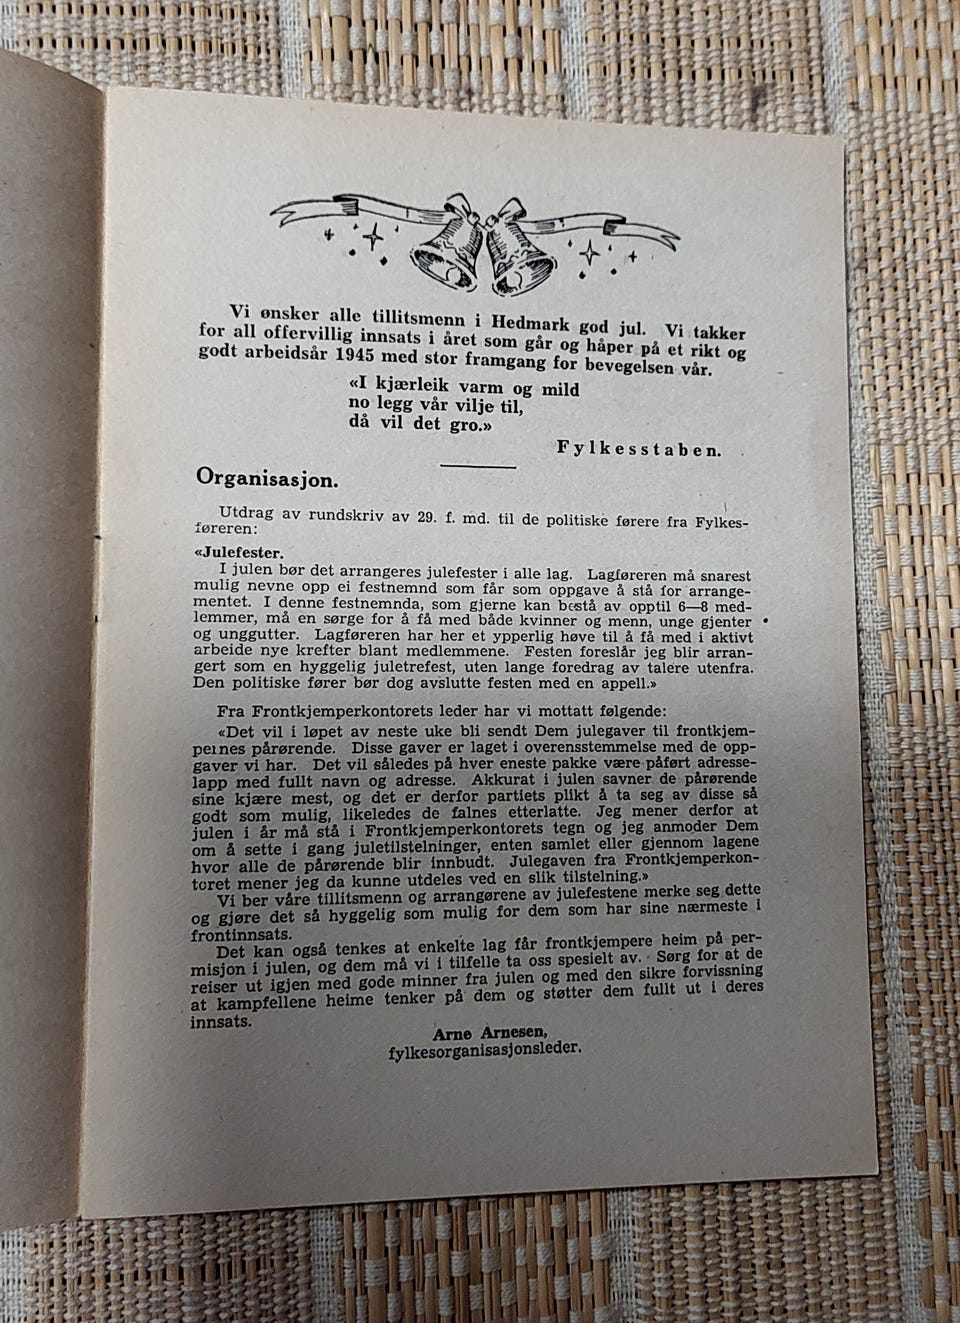 Vi ønsker alle tillitsmenn i Hedmark god jul. Vi takker
for all offervillig innsats i året som går og håper på et rikt og
godt arbeidsår 1945 med stor framgang for bevegelsen vår.
«I kjærleik varm og mild
no legg vår vilje til,
då vil det gro.»
Fylkesstaben.
Organisasjon.
Utdrag av rundskriv av 29. f. md. til de politiske førere fra Fylkes-
føreren:
«Julefester.
I julen bør det arrangeres julefester i alle lag. Lagføreren må snarest
mulig nevne opp ei festnemnd som får som oppgave å stå for arrange-
mentet. I denne festnemnda, som gjerne kan bestå av opptil 6—8 med-
lemmer, må en sørge for å få med både kvinner og menn, unge gjenter
og unggutter. Lagføreren har her et ypperlig høve til å få med i aktivt
arbeide nye krefter blant medlemmene. Festen foreslår jeg blir arran-
gert som en hyggelig juletrefest, uten lange foredrag av talere utenfra.
Den politiske fører bør dog avslutte festen med en appell.»
Fra Frontkjemperkontorets leder har vi mottatt følgende:
«Det vil i løpet av neste uke bli sendt Dem julegaver til frontkjem-
pernes pårørende. Disse gaver er laget i overensstemmelse med de opp-
gaver vi har. Det vil således på hver eneste pakke være påført adresse-
lapp med fullt navn og adresse. Akkurat i julen savner de pårørende
sine kjære mest, og det er derfor partiets plikt å ta seg av disse så
godt som mulig, likeledes de falnes etterlatte. Jeg mener derfor at
julen i år må stå i Frontkjemperkontorets tegn og jeg anmoder Dem
om å sette i gang juletilstelninger, enten samlet eller gjennom lagene
hvor alle de pårørende blir innbudt. Julegaven fra Frontkjemperkon-
toret mener jeg da kunne utdeles ved en slik tilstelning.»
Vi ber våre tillitsmenn og arrangørene av julefestene merke seg dette
og gjøre det så hyggelig som mulig for dem som har sine nærmeste i
frontinnsats.
Det kan også tenkes at enkelte lag får frontkjempere heim på per-
misjon i julen, og dem må vi i tilfelle ta oss spesielt av. Sørg for at de
reiser ut igjen med gode minner fra julen og med den sikre forvissning
at kampfellene heime tenker på dem og støtter dem fullt ut i deres
innsats.
Arne Arnesen,
fylkesorganisasjonsleder.